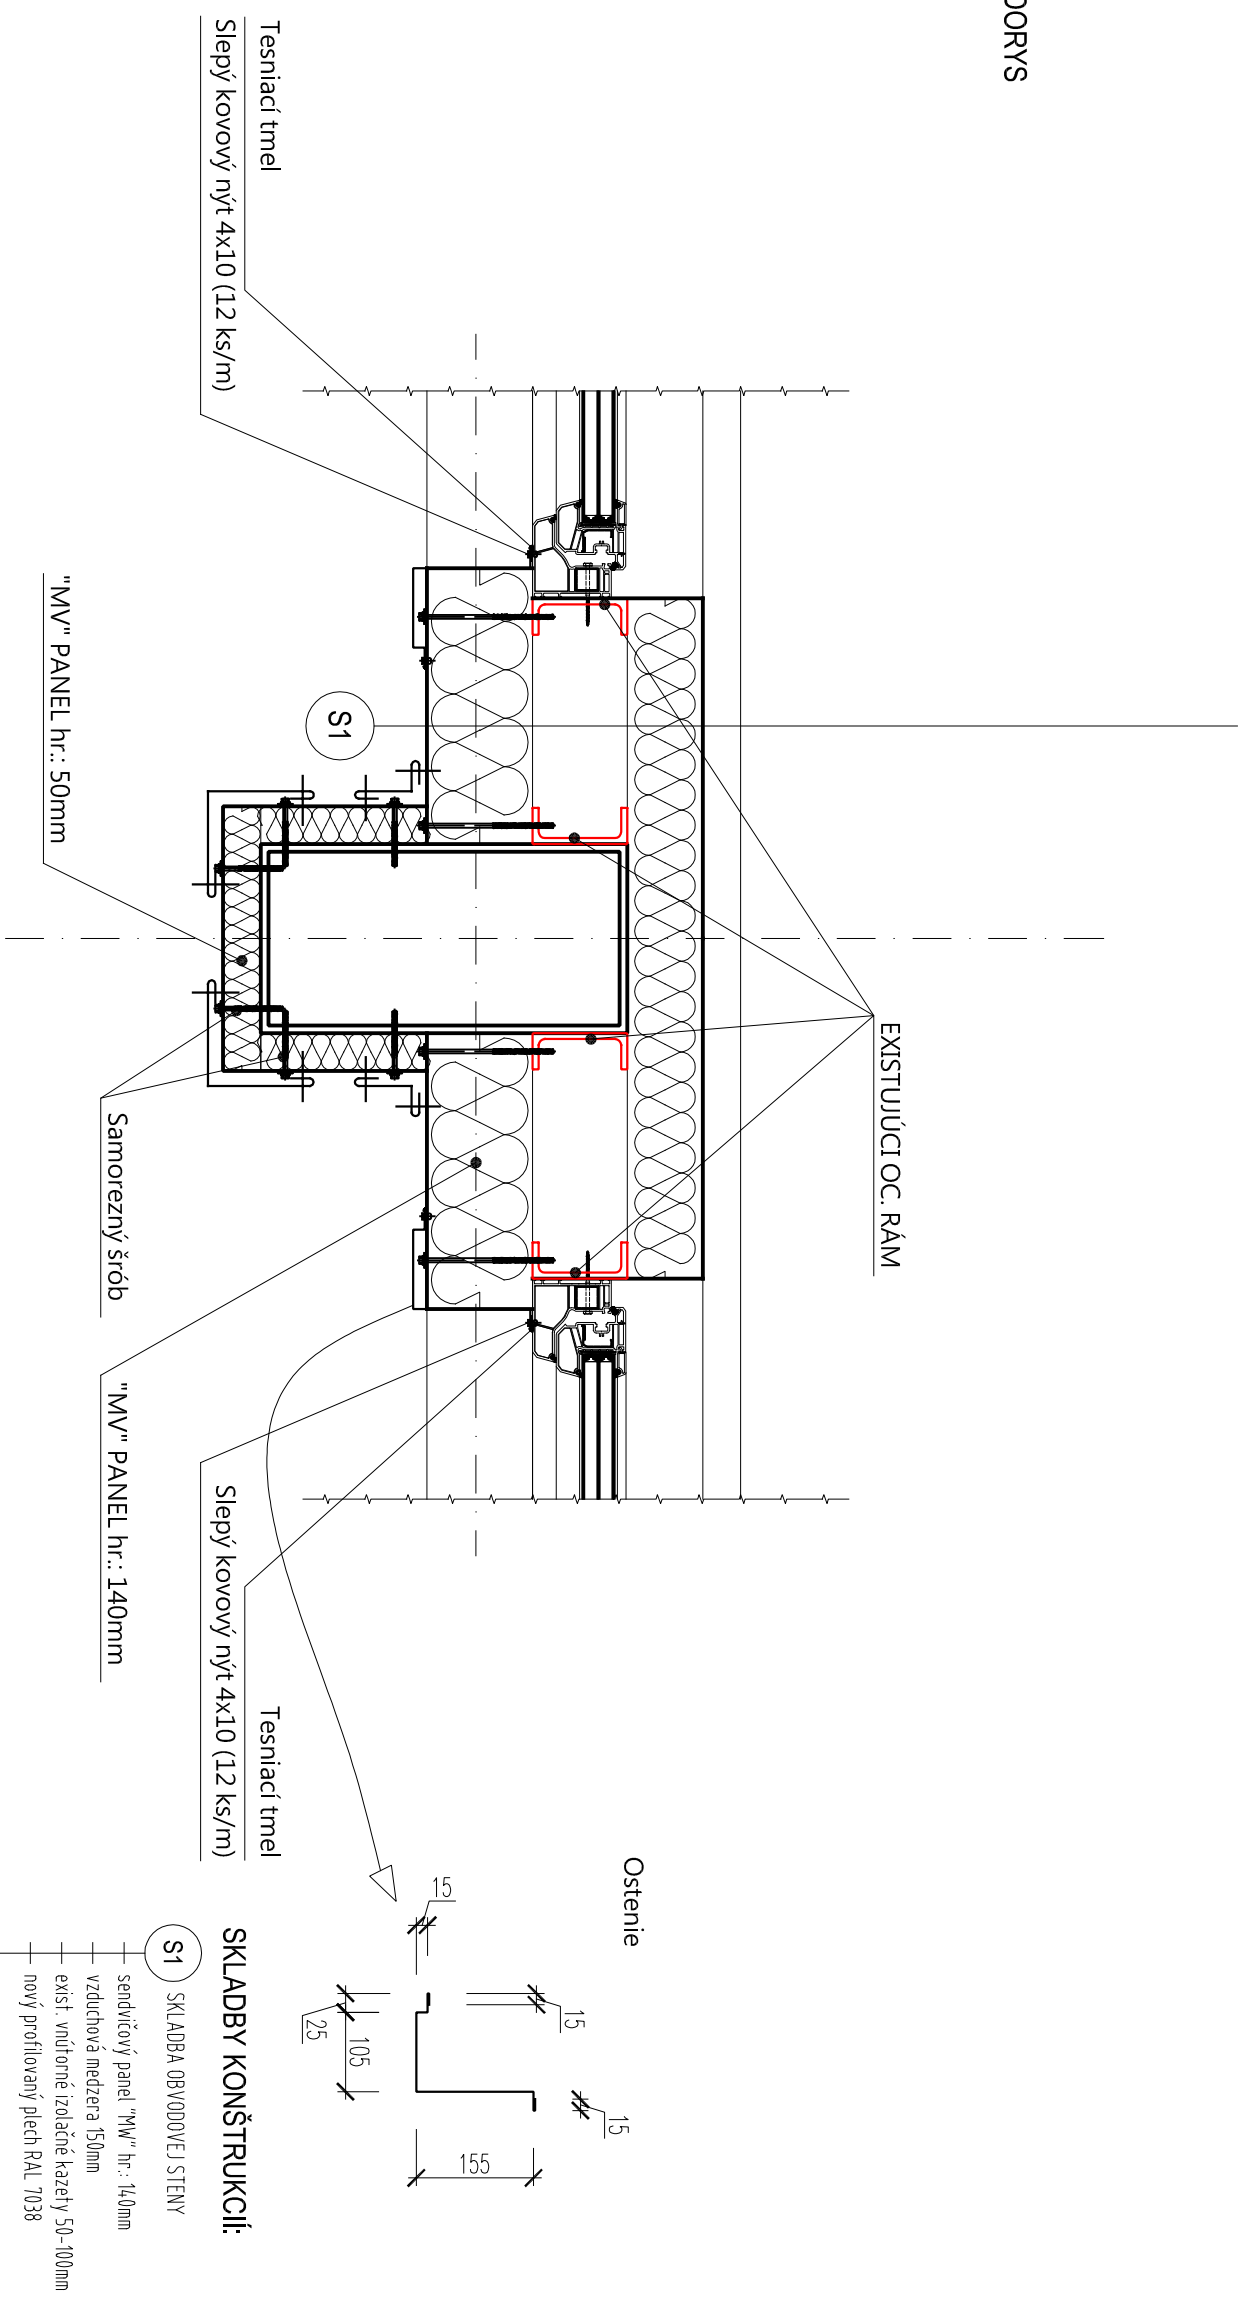 DORYS
Tesniací tmel
Slepý kovový nýt 4x10 (12 ks/m)
EXISTUJÚCI OC. RÁM
S1
"MV" PANEL hr.: 50mm
Samorezný šrób
"MV" PANEL hr.: 140mm
Tesniací tmel
Slepý kovový nýt 4x10 (12 ks/m)
Ostenie
15
15
15
25
105
155
SKLADBY KONŠTRUKCIÍ:
S1 SKLADBA OBVODOVEJ STENY
sendvičový panel "MW" hr.: 140mm
vzduchová medzera 150mm
exist. vnútorné izolačné kazety 50-100mm
nový profilovaný plech RAL 7038